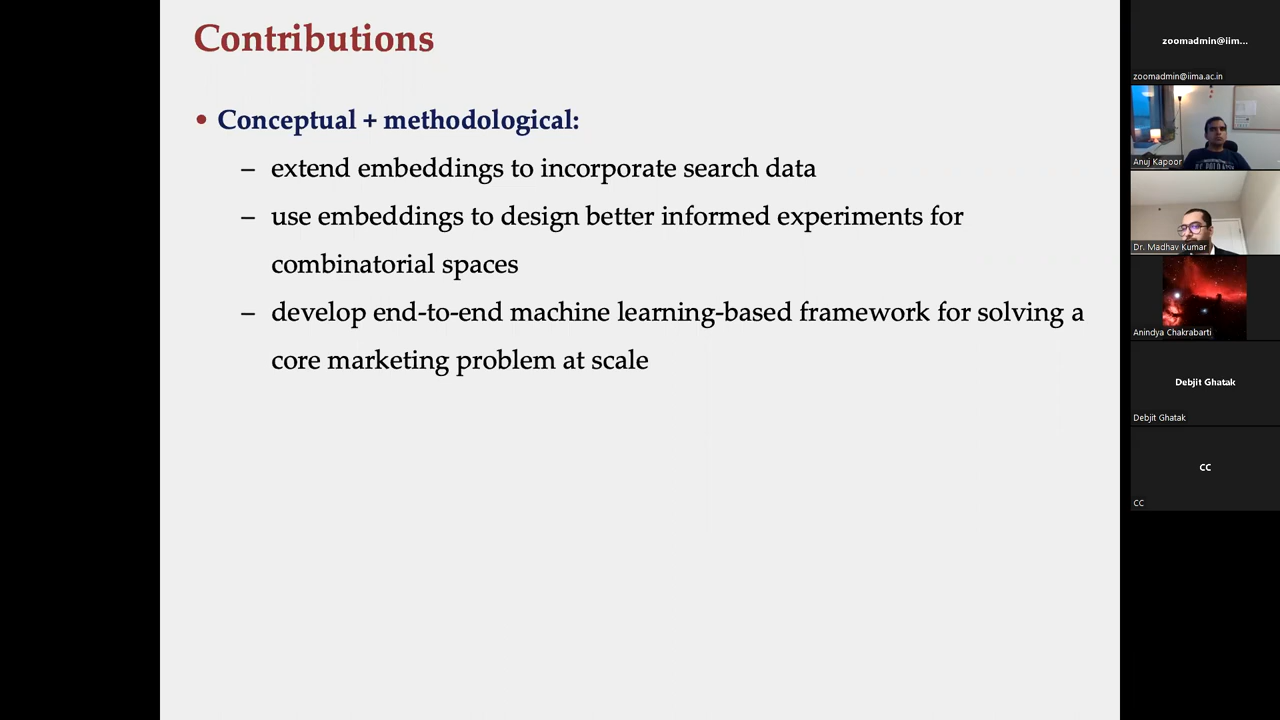 Contributions
• Conceptual + methodological:
– extend embeddings to incorporate search data
– use embeddings to design better informed experiments for
combinatorial spaces
– develop end-to-end machine learning-based framework for solving a
core marketing problem at scale
zoomadmin@iim...
zoomadmin@iima.ac.in
Anuj Kapoor
Dr. Madhav Kumar
Anindya Chakrabarti
Debjit Ghatak
Debjit Ghatak
CC
CC